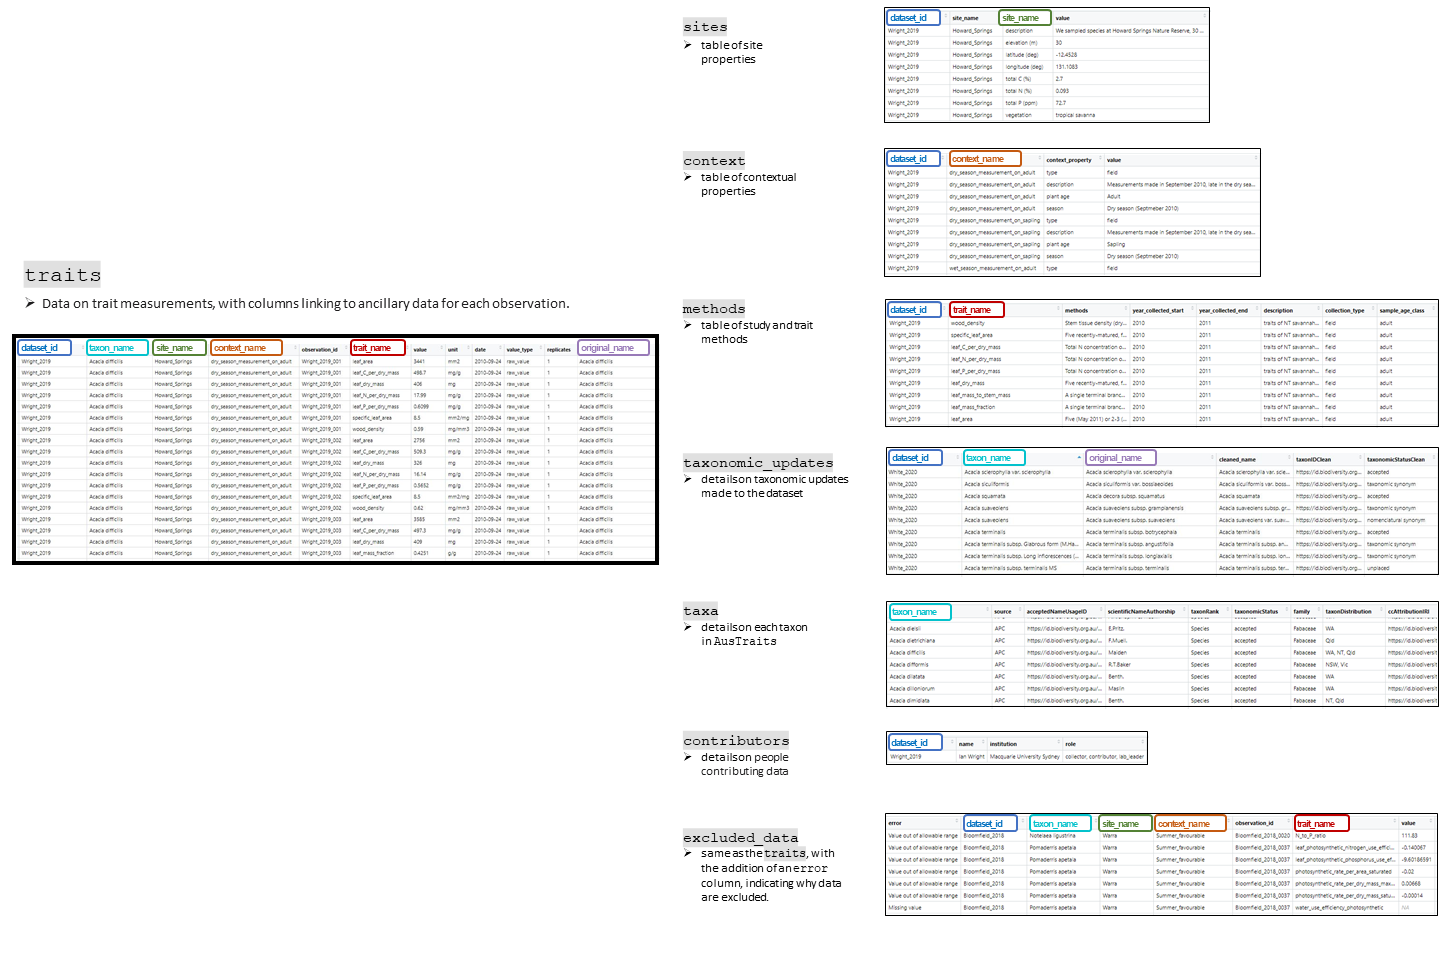 traits
➢ Data on trait measurements, with columns linking to ancillary data for each observation.
dataset_id taxon_name site_name context_name observation_id trait_name value unit date value_type replicates original_name
Wright_2019 Acacia difficilis Howard_Springs dry_season_measurement_on_adult Wright_2019_001 leaf_area 3441 mm2 2010-09-24 raw_value 1 Acacia difficilis
Wright_2019 Acacia difficilis Howard_Springs dry_season_measurement_on_adult Wright_2019_001 leaf_C_per_dry_mass 498.7 mg/g 2010-09-24 raw_value 1 Acacia difficilis
Wright_2019 Acacia difficilis Howard_Springs dry_season_measurement_on_adult Wright_2019_001 leaf_dry_mass 406 mg 2010-09-24 raw_value 1 Acacia difficilis
Wright_2019 Acacia difficilis Howard_Springs dry_season_measurement_on_adult Wright_2019_001 leaf_N_per_dry_mass 17.99 mg/g 2010-09-24 raw_value 1 Acacia difficilis
Wright_2019 Acacia difficilis Howard_Springs dry_season_measurement_on_adult Wright_2019_001 leaf_P_per_dry_mass 0.6099 mg/g 2010-09-24 raw_value 1 Acacia difficilis
Wright_2019 Acacia difficilis Howard_Springs dry_season_measurement_on_adult Wright_2019_001 specific_leaf_area 8.5 mm2/mg 2010-09-24 raw_value 1 Acacia difficilis
Wright_2019 Acacia difficilis Howard_Springs dry_season_measurement_on_adult Wright_2019_001 wood_density 0.59 mg/mm3 2010-09-24 raw_value 1 Acacia difficilis
Wright_2019 Acacia difficilis Howard_Springs dry_season_measurement_on_adult Wright_2019_002 leaf_area 2756 mm2 2010-09-24 raw_value 1 Acacia difficilis
Wright_2019 Acacia difficilis Howard_Springs dry_season_measurement_on_adult Wright_2019_002 leaf_C_per_dry_mass 509.3 mg/g 2010-09-24 raw_value 1 Acacia difficilis
Wright_2019 Acacia difficilis Howard_Springs dry_season_measurement_on_adult Wright_2019_002 leaf_dry_mass 326 mg 2010-09-24 raw_value 1 Acacia difficilis
Wright_2019 Acacia difficilis Howard_Springs dry_season_measurement_on_adult Wright_2019_002 leaf_N_per_dry_mass 16.14 mg/g 2010-09-24 raw_value 1 Acacia difficilis
Wright_2019 Acacia difficilis Howard_Springs dry_season_measurement_on_adult Wright_2019_002 leaf_P_per_dry_mass 0.5652 mg/g 2010-09-24 raw_value 1 Acacia difficilis
Wright_2019 Acacia difficilis Howard_Springs dry_season_measurement_on_adult Wright_2019_002 specific_leaf_area 8.5 mm2/mg 2010-09-24 raw_value 1 Acacia difficilis
Wright_2019 Acacia difficilis Howard_Springs dry_season_measurement_on_adult Wright_2019_002 wood_density 0.62 mg/mm3 2010-09-24 raw_value 1 Acacia difficilis
Wright_2019 Acacia difficilis Howard_Springs dry_season_measurement_on_adult Wright_2019_003 leaf_area 3585 mm2 2010-09-24 raw_value 1 Acacia difficilis
Wright_2019 Acacia difficilis Howard_Springs dry_season_measurement_on_adult Wright_2019_003 leaf_C_per_dry_mass 497.3 mg/g 2010-09-24 raw_value 1 Acacia difficilis
Wright_2019 Acacia difficilis Howard_Springs dry_season_measurement_on_adult Wright_2019_003 leaf_dry_mass 409 mg 2010-09-24 raw_value 1 Acacia difficilis
Wright_2019 Acacia difficilis Howard_Springs dry_season_measurement_on_adult Wright_2019_003 leaf_mass_fraction 0.4251 g/g 2010-09-24 raw_value 1 Acacia difficilis
sites
➢ table of site
properties
dataset_id site_name site_name value
Wright_2019 Howard_Springs description We sampled species at Howard Springs Nature Reserve, 30 ...
Wright_2019 Howard_Springs elevation (m) 30
Wright_2019 Howard_Springs latitude (deg) -12.4528
Wright_2019 Howard_Springs longitude (deg) 131.1083
Wright_2019 Howard_Springs total C (%) 2.7
Wright_2019 Howard_Springs total N (%) 0.093
Wright_2019 Howard_Springs total P (ppm) 72.7
Wright_2019 Howard_Springs vegetation tropical savanna
context
➢ table of contextual
properties
dataset_id context_name context_property value
Wright_2019 dry_season_measurement_on_adult type field
Wright_2019 dry_season_measurement_on_adult description Measurements made in September 2010, late in the dry sea...
Wright_2019 dry_season_measurement_on_adult plant age Adult
Wright_2019 dry_season_measurement_on_adult season Dry season (Septmeber 2010)
Wright_2019 dry_season_measurement_on_sapling type field
Wright_2019 dry_season_measurement_on_sapling description Measurements made in September 2010, late in the dry sea...
Wright_2019 dry_season_measurement_on_sapling plant age Sapling
Wright_2019 dry_season_measurement_on_sapling season Dry season (Septmeber 2010)
Wright_2019 wet_season_measurement_on_adult type field
methods
➢ table of study and trait
methods
dataset_id trait_name methods year_collected_start year_collected_end description collection_type sample_age_class
Wright_2019 wood_density Stem tissue density (dry... 2010 2011 traits of NT savannah... field adult
Wright_2019 specific_leaf_area Five recently-matured, f... 2010 2011 traits of NT savannah... field adult
Wright_2019 leaf_C_per_dry_mass Total N concentration o... 2010 2011 traits of NT savannah... field adult
Wright_2019 leaf_N_per_dry_mass Total N concentration o... 2010 2011 traits of NT savannah... field adult
Wright_2019 leaf_P_per_dry_mass Total N concentration o... 2010 2011 traits of NT savannah... field adult
Wright_2019 leaf_dry_mass Five recently-matured, f... 2010 2011 traits of NT savannah... field adult
Wright_2019 leaf_mass_to_stem_mass A single terminal branc... 2010 2011 traits of NT savannah... field adult
Wright_2019 leaf_mass_fraction A single terminal branc... 2010 2011 traits of NT savannah... field adult
Wright_2019 leaf_area Five (May 2011) or 2-3 (... 2010 2011 traits of NT savannah... field adult
taxonomic_updates
➢ details on taxonomic updates
made to the dataset
dataset_id taxon_name original_name cleaned_name taxonIDClean taxonomicStatusClean
White_2020 Acacia sclerophylla var. sclerophylla Acacia sclerophylla var. sclerophylla Acacia sclerophylla var. scle... https://id.biodiversity.org... accepted
White_2020 Acacia siculiformis Acacia siculiformis var. bossiaeoides Acacia siculiformis var. boss... https://id.biodiversity.org... taxonomic synonym
White_2020 Acacia squamata Acacia decora subsp. squamatus Acacia squamata https://id.biodiversity.org... accepted
White_2020 Acacia suaveolens Acacia suaveolens subsp. grampianensis Acacia suaveolens subsp. gr... https://id.biodiversity.org... taxonomic synonym
White_2020 Acacia suaveolens Acacia suaveolens subsp. suaveolens Acacia suaveolens var. suav... https://id.biodiversity.org... nomenclatural synonym
White_2020 Acacia terminalis Acacia terminalis subsp. botrycephala Acacia terminalis https://id.biodiversity.org... accepted
White_2020 Acacia terminalis subsp. Glabrous form (M.Ha... Acacia terminalis subsp. angustifolia Acacia terminalis subsp. an... https://id.biodiversity.org... taxonomic synonym
White_2020 Acacia terminalis subsp. Long inflorescences (... Acacia terminalis subsp. longiaxialis Acacia terminalis subsp. lon... https://id.biodiversity.org... taxonomic synonym
White_2020 Acacia terminalis subsp. terminalis MS Acacia terminalis subsp. terminalis Acacia terminalis subsp. ter... https://id.biodiversity.org... unplaced
taxa
➢ details on each taxon
in AusTraits
taxon_name source acceptedNameUsageID scientificNameAuthorship taxonRank taxonomicStatus family taxonDistribution ccAttributionIRI
Acacia dielsii APC https://id.biodiversity.org.au/... E.Pritz. Species accepted Fabaceae WA https://id.biodiversit
Acacia dietrichiana APC https://id.biodiversity.org.au/... F.Muell. Species accepted Fabaceae Qld https://id.biodiversit
Acacia difficilis APC https://id.biodiversity.org.au/... Maiden Species accepted Fabaceae WA, NT, Qld https://id.biodiversit
Acacia difformis APC https://id.biodiversity.org.au/... R.T.Baker Species accepted Fabaceae NSW, Vic https://id.biodiversit
Acacia dilatata APC https://id.biodiversity.org.au/... Benth. Species accepted Fabaceae WA https://id.biodiversit
Acacia diloniorum APC https://id.biodiversity.org.au/... Maslin Species accepted Fabaceae WA https://id.biodiversit
Acacia dimidiata APC https://id.biodiversity.org.au/... Benth. Species accepted Fabaceae NT, Qld https://id.biodiversit
contributors
➢ details on people
contributing data
dataset_id name institution role
Wright_2019 Ian Wright Macquarie University Sydney collector, contributor, lab_leader
excluded_data
➢ same as the traits, with
the addition of an error
column, indicating why data
are excluded.
error dataset_id taxon_name site_name context_name observation_id trait_name value
Value out of allowable range Bloomfield_2018 Notelaea ligustrina Warra Summer_favourable Bloomfield_2018_0020 N_to_P_ratio 111.83
Value out of allowable range Bloomfield_2018 Pomaderris apetala Warra Summer_favourable Bloomfield_2018_0037 leaf_photosynthetic_nitrogen_use_effici... -0.140067
Value out of allowable range Bloomfield_2018 Pomaderris apetala Warra Summer_favourable Bloomfield_2018_0037 leaf_photosynthetic_phosphorus_use_ef... -9.60186591
Value out of allowable range Bloomfield_2018 Pomaderris apetala Warra Summer_favourable Bloomfield_2018_0037 photosynthetic_rate_per_area_saturated -0.02
Value out of allowable range Bloomfield_2018 Pomaderris apetala Warra Summer_favourable Bloomfield_2018_0037 photosynthetic_rate_per_dry_mass_max... 0.00668
Value out of allowable range Bloomfield_2018 Pomaderris apetala Warra Summer_favourable Bloomfield_2018_0037 photosynthetic_rate_per_dry_mass_satu... -0.00014
Missing value Bloomfield_2018 Pomaderris apetala Warra Summer_favourable Bloomfield_2018_0037 water_use_efficiency_photosynthetic NA